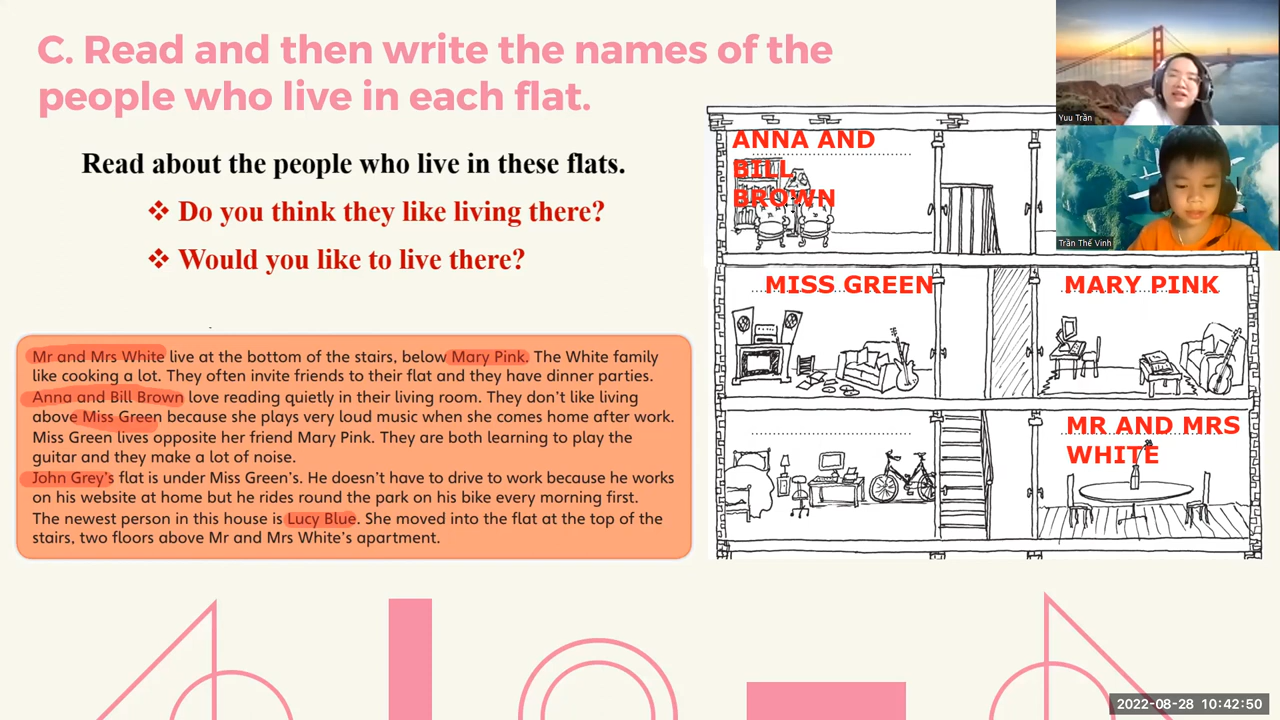 C. Read and then write the names of the
people who live in each flat.
Read about the people who live in these flats.
❖ Do you think they like living there?
❖ Would you like to live there?
Mr and Mrs White live at the bottom of the stairs, below Mary Pink. The White family
like cooking a lot. They often invite friends to their flat and they have dinner parties.
Anna and Bill Brown love reading quietly in their living room. They don't like living
above Miss Green because she plays very loud music when she comes home after work.
Miss Green lives opposite her friend Mary Pink. They are both learning to play the
guitar and they make a lot of noise.
John Grey's flat is under Miss Green's. He doesn't have to drive to work because he works
on his website at home but he rides round the park on his bike every morning first.
The newest person in this house is Lucy Blue. She moved into the flat at the top of the
stairs, two floors above Mr and Mrs White's apartment.
ANNA AND
BILL
BROWN
MISS GREEN
MARY PINK
MR AND MRS
WHITE
Yuu Trần
Trần Thế Vinh
2022-08-28 10:42:50